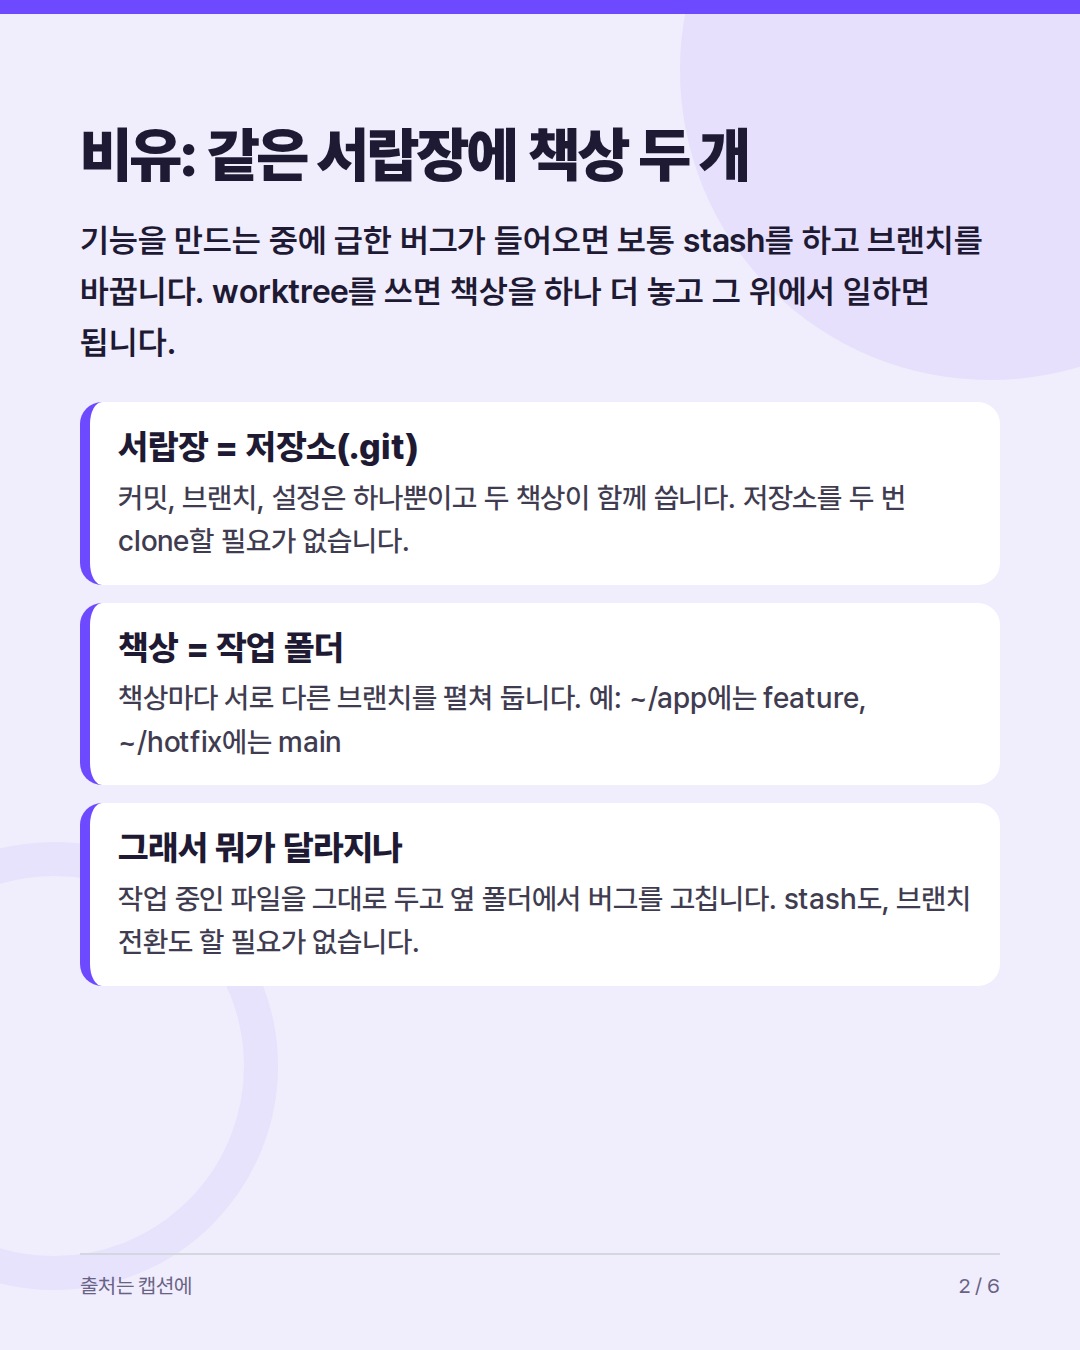 비유: 같은 서랍장에 책상 두 개
기능을 만드는 중에 급한 버그가 들어오면 보통 stash를 하고 브랜치를
바꿉니다. worktree를 쓰면 책상을 하나 더 놓고 그 위에서 일하면
됩니다.
서랍장 = 저장소(.git)
커밋, 브랜치, 설정은 하나뿐이고 두 책상이 함께 씁니다. 저장소를 두 번
clone할 필요가 없습니다.
책상 = 작업 폴더
책상마다 서로 다른 브랜치를 펼쳐 둡니다. 예: ~/app에는 feature,
~/hotfix에는 main
그래서 뭐가 달라지나
작업 중인 파일을 그대로 두고 옆 폴더에서 버그를 고칩니다. stash도, 브랜치
전환도 할 필요가 없습니다.
출처는 캡션에
2 / 6